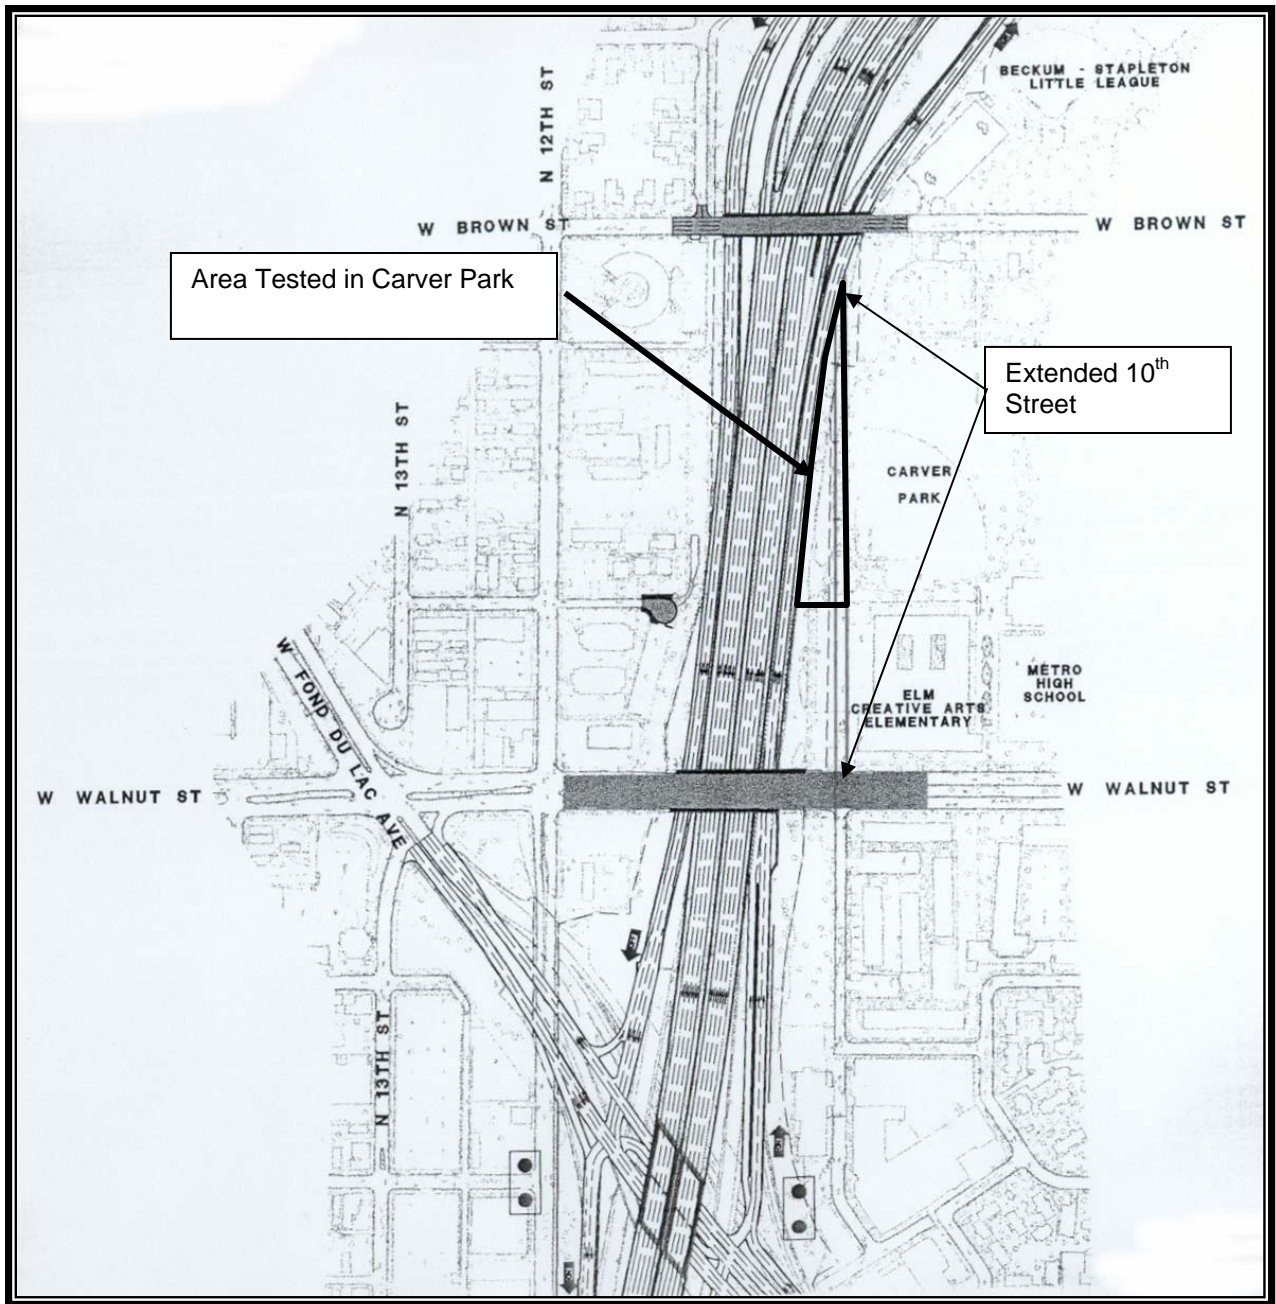 BECKUM - STAPLETON
LITTLE LEAGUE
N 12TH ST
W BROWN ST
W BROWN ST
Area Tested in Carver Park
Extended 10th
Street
N 13TH ST
CARVER
PARK
W FOND DU LAC AVE
METRO
HIGH
SCHOOL
ELM
CREATIVE ARTS
ELEMENTARY
W WALNUT ST
W WALNUT ST
N 13TH ST